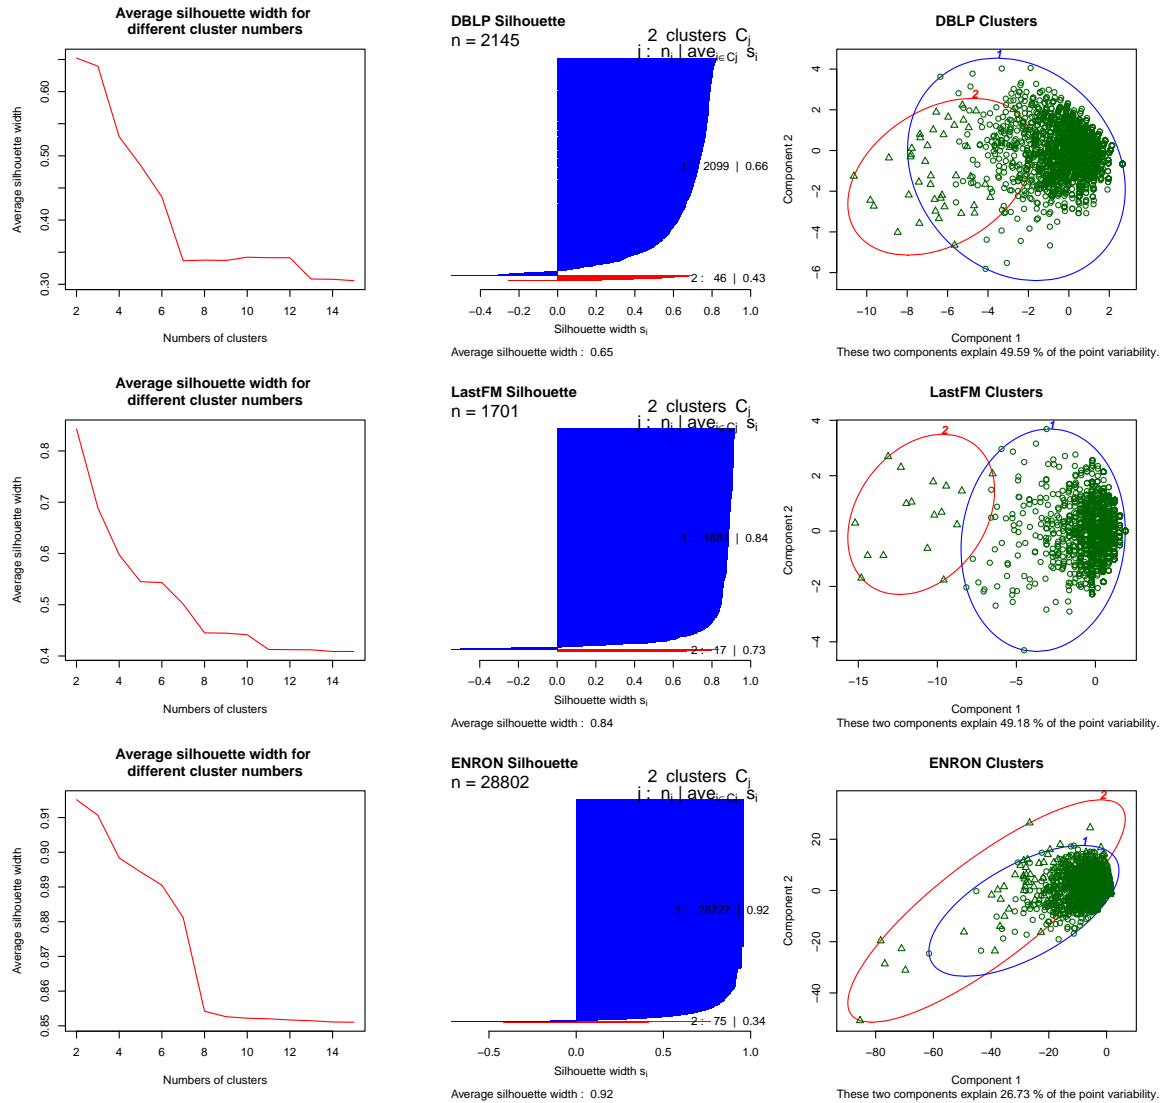 Average silhouette width for
different cluster numbers
Average silhouette width
0.30 0.40 0.50 0.60
2 4 6 8 10 12 14
Numbers of clusters
DBLP Silhouette
n = 2145
2 clusters Cj
j : nj | avei∈Cj si
1 : 2099 | 0.66
2 : 46 | 0.43
−0.4 −0.2 0.0 0.2 0.4 0.6 0.8 1.0
Silhouette width si
Average silhouette width : 0.65
DBLP Clusters
Component 2
−6 −4 −2 0 2 4
1
2
−10 −8 −6 −4 −2 0 2
Component 1
These two components explain 49.59 % of the point variability.
Average silhouette width for
different cluster numbers
Average silhouette width
0.4 0.5 0.6 0.7 0.8
2 4 6 8 10 12 14
Numbers of clusters
LastFM Silhouette
n = 1701
2 clusters Cj
j : nj | avei∈Cj si
1 : 1684 | 0.84
2 : 17 | 0.73
−0.4 −0.2 0.0 0.2 0.4 0.6 0.8 1.0
Silhouette width si
Average silhouette width : 0.84
LastFM Clusters
Component 2
−4 −2 0 2 4
1
2
−15 −10 −5 0
Component 1
These two components explain 49.18 % of the point variability.
Average silhouette width for
different cluster numbers
Average silhouette width
0.85 0.86 0.87 0.88 0.89 0.90 0.91
2 4 6 8 10 12 14
Numbers of clusters
ENRON Silhouette
n = 28802
2 clusters Cj
j : nj | avei∈Cj si
1 : 28727 | 0.92
2 : 75 | 0.34
−0.5 0.0 0.5 1.0
Silhouette width si
Average silhouette width : 0.92
ENRON Clusters
Component 2
−40 −20 0 20
2
1
−80 −60 −40 −20 0
Component 1
These two components explain 26.73 % of the point variability.